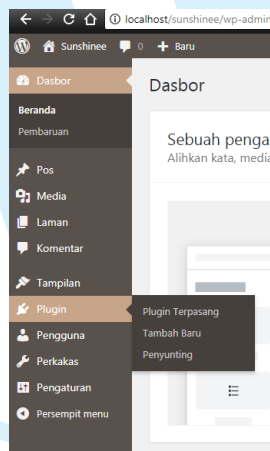 localhost/sunshinee/wp-admin
Sunshinee 0 + Baru
Dasbor
Beranda
Pembaruan
Pos
Media
Laman
Komentar
Tampilan
Plugin
Pengguna
Perkakas
Pengaturan
Persempit menu
Plugin Terpasang
Tambah Baru
Penyunting
Dasbor
Sebuah penga
Alihkan kata, media